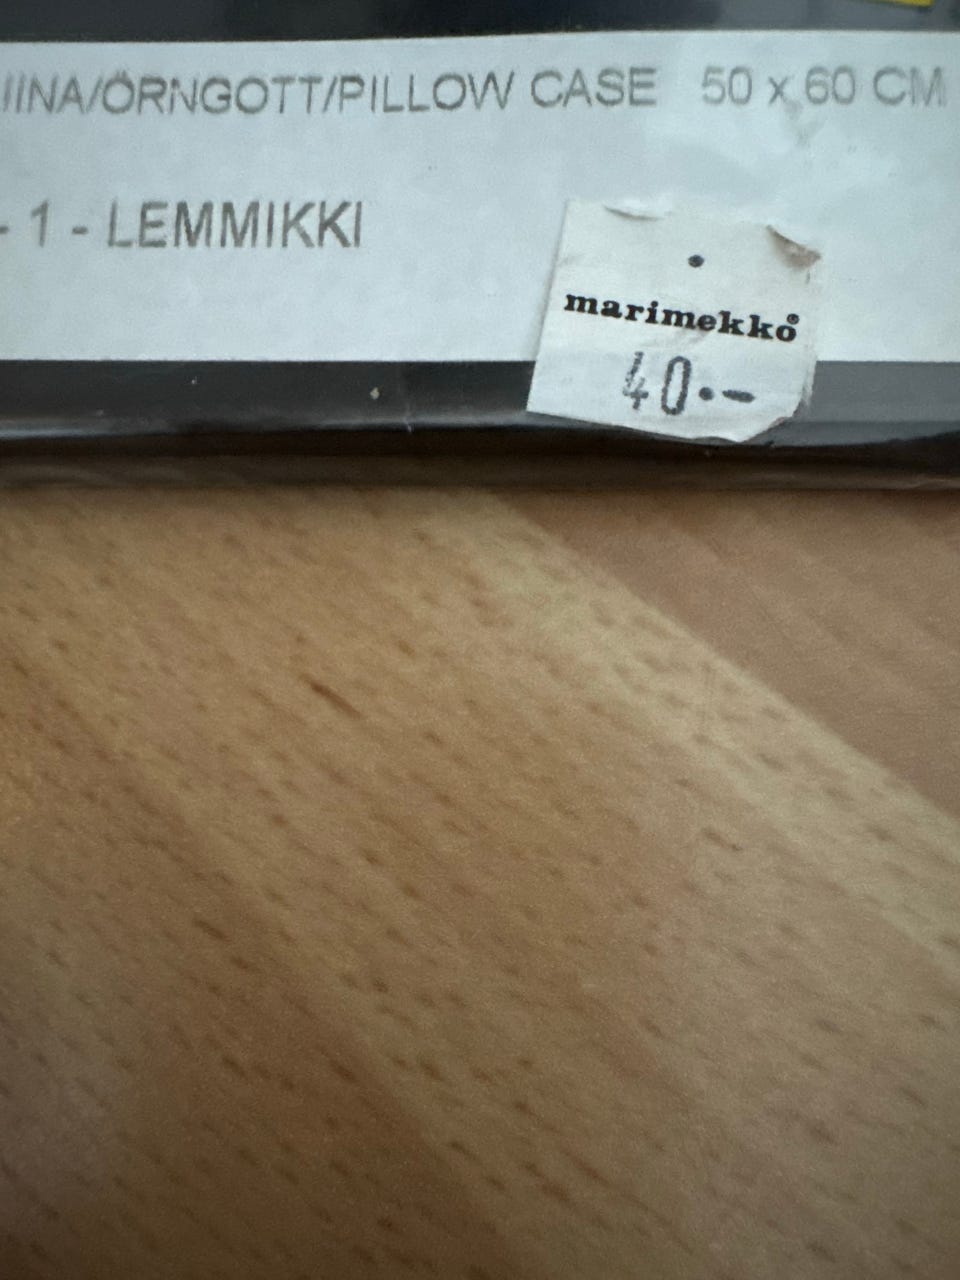 IINA/ÖRNGOTT/PILLOW CASE 50 x 60 CM
- 1 - LEMMIKKI
marimekko®
40.-